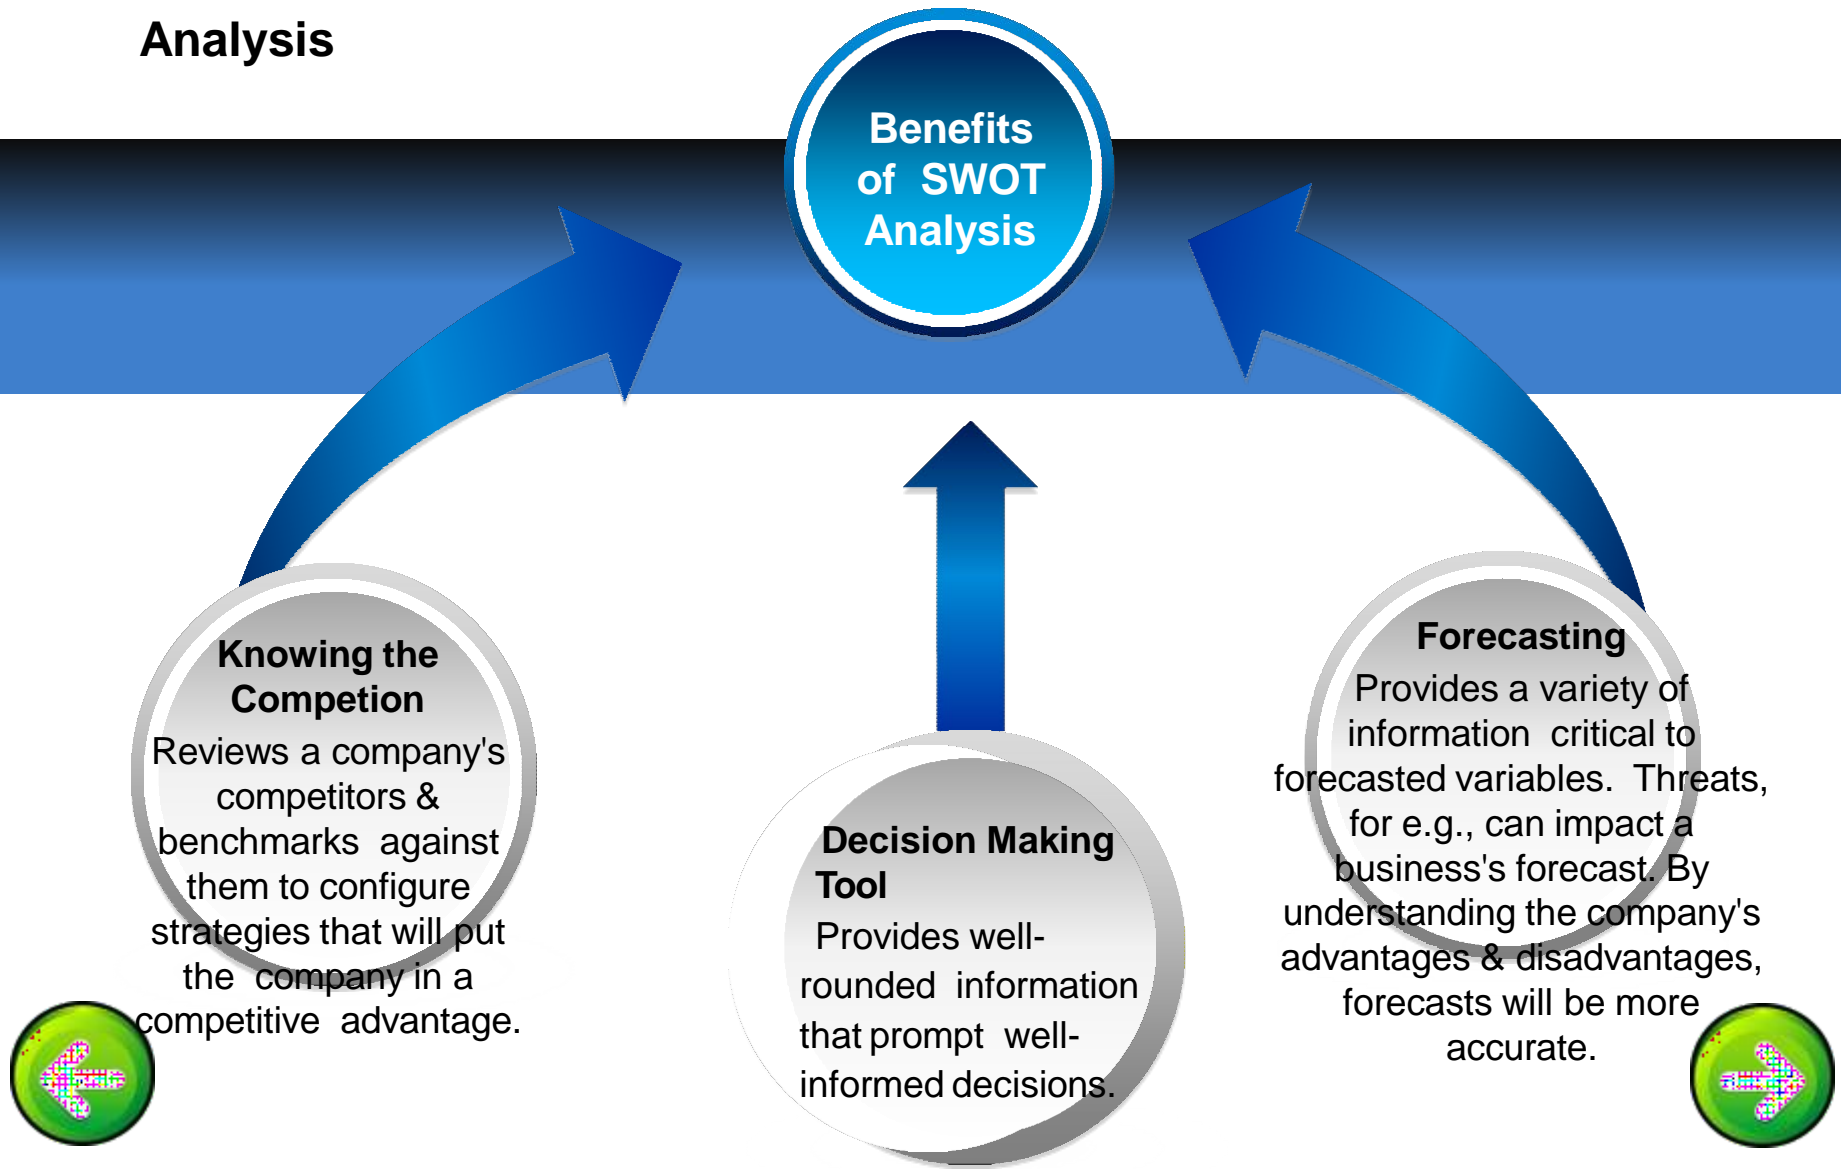 Analysis
Benefits
of SWOT
Analysis
Knowing the
Competion
Reviews a company's
competitors &
benchmarks against
them to configure
strategies that will put
the company in a
competitive advantage.
Decision Making
Tool
Provides well-
rounded information
that prompt well-
informed decisions.
Forecasting
Provides a variety of
information critical to
forecasted variables. Threats,
for e.g., can impact a
business's forecast. By
understanding the company's
advantages & disadvantages,
forecasts will be more
accurate.